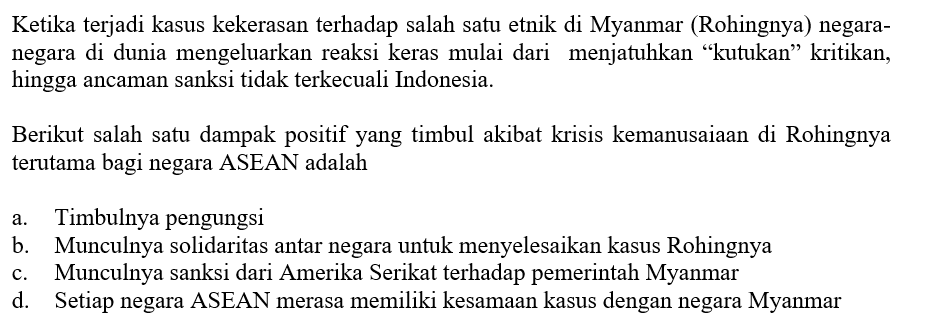 Ketika terjadi kasus kekerasan terhadap salah satu etnik di Myanmar (Rohingnya) negara-
negara di dunia mengeluarkan reaksi keras mulai dari menjatuhkan “kutukan” kritikan,
hingga ancaman sanksi tidak terkecuali Indonesia.
Berikut salah satu dampak positif yang timbul akibat krisis kemanusaiaan di Rohingnya
terutama bagi negara ASEAN adalah
a. Timbulnya pengungsi
b. Munculnya solidaritas antar negara untuk menyelesaikan kasus Rohingnya
c. Munculnya sanksi dari Amerika Serikat terhadap pemerintah Myanmar
d. Setiap negara ASEAN merasa memiliki kesamaan kasus dengan negara Myanmar